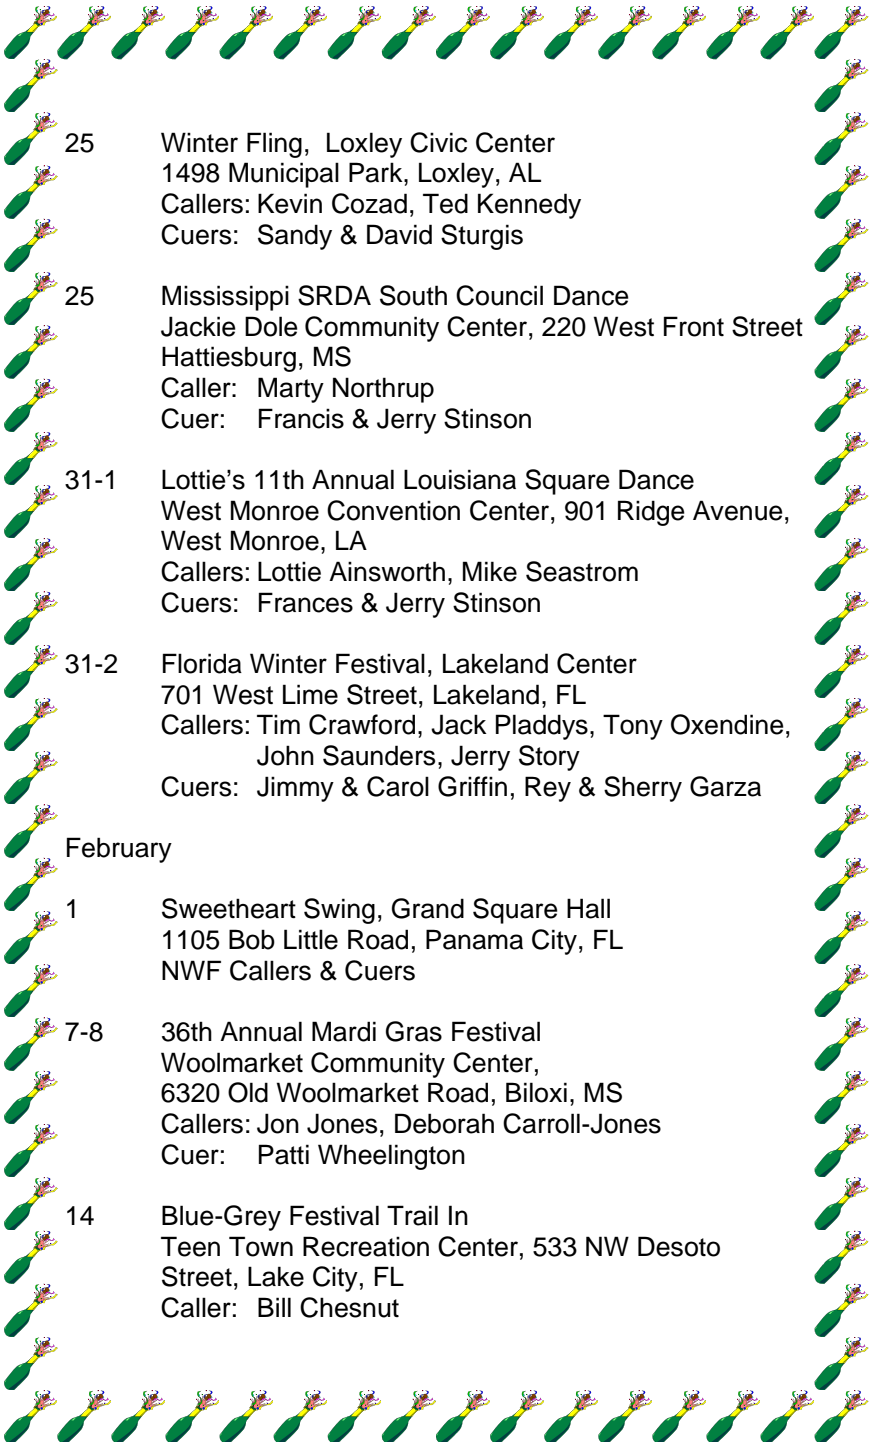 25 Winter Fling, Loxley Civic Center
1498 Municipal Park, Loxley, AL
Callers: Kevin Cozad, Ted Kennedy
Cuers: Sandy & David Sturgis
25 Mississippi SRDA South Council Dance
Jackie Dole Community Center, 220 West Front Street
Hattiesburg, MS
Caller: Marty Northrup
Cuer: Francis & Jerry Stinson
31-1 Lottie’s 11th Annual Louisiana Square Dance
West Monroe Convention Center, 901 Ridge Avenue,
West Monroe, LA
Callers: Lottie Ainsworth, Mike Seastrom
Cuers: Frances & Jerry Stinson
31-2 Florida Winter Festival, Lakeland Center
701 West Lime Street, Lakeland, FL
Callers: Tim Crawford, Jack Pladdys, Tony Oxendine,
John Saunders, Jerry Story
Cuers: Jimmy & Carol Griffin, Rey & Sherry Garza
February
1 Sweetheart Swing, Grand Square Hall
1105 Bob Little Road, Panama City, FL
NWF Callers & Cuers
7-8 36th Annual Mardi Gras Festival
Woolmarket Community Center,
6320 Old Woolmarket Road, Biloxi, MS
Callers: Jon Jones, Deborah Carroll-Jones
Cuer: Patti Wheelington
14 Blue-Grey Festival Trail In
Teen Town Recreation Center, 533 NW Desoto
Street, Lake City, FL
Caller: Bill Chesnut